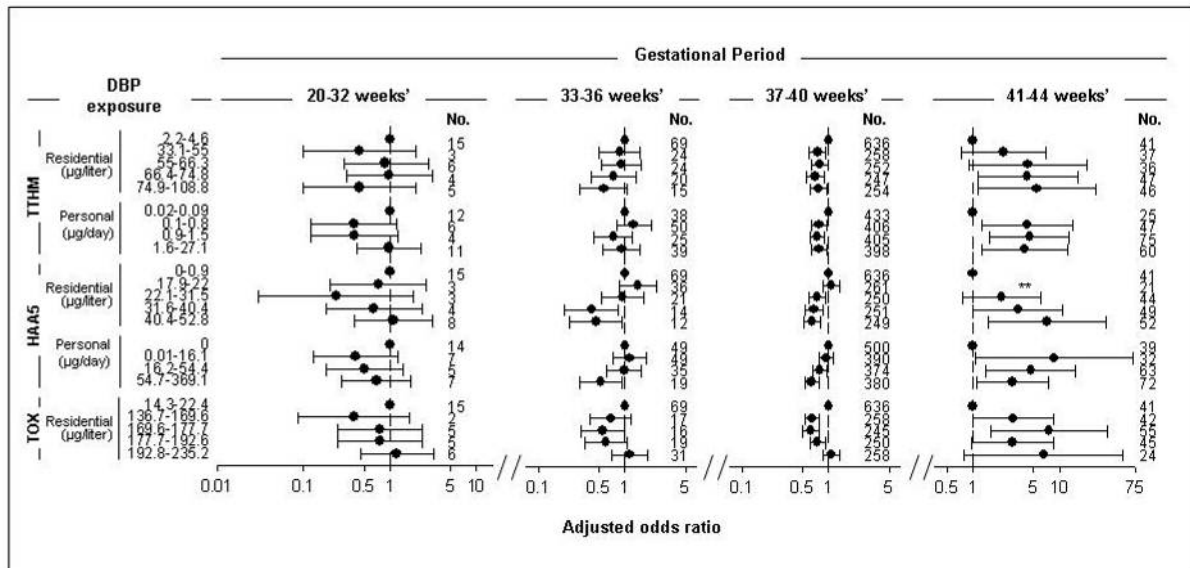 Gestational Period
DBP exposure 20-32 weeks' 33-36 weeks' 37-40 weeks' 41-44 weeks'
No. No. No. No.
TTHM
Residential (µg/liter)
2.2-4.6 15 69 636 41
33.1-55 3 24 258 37
55-66.3 6 24 252 36
66.4-74.8 4 20 247 47
74.9-108.8 5 15 254 46
Personal (µg/day)
0.02-0.09 12 38 433 25
0.1-0.8 6 50 406 47
0.9-1.5 4 25 405 75
1.6-27.1 11 39 398 60
HAA5
Residential (µg/liter)
0-0.9 15 69 636 41
17.9-22 3 36 261 ** 21
22.1-31.5 3 21 250 44
31.6-40.4 4 14 251 49
40.4-52.8 8 12 249 52
Personal (µg/day)
0 14 49 500 39
0.01-16.1 7 49 390 32
16.2-54.4 5 35 374 63
54.7-369.1 7 19 380 72
TOX
Residential (µg/liter)
14.3-22.4 15 69 636 41
136.7-169.6 2 17 259 42
169.6-177.7 5 16 245 55
177.7-192.6 5 19 250 45
192.8-235.2 6 31 258 24
0.01 0.1 0.5 1 5 10 // 0.1 0.5 1 5 // 0.1 0.5 1 5 // 0.5 1 5 10 75
Adjusted odds ratio